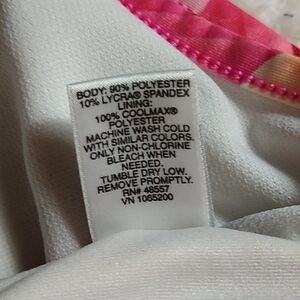 BODY: 90% POLYESTER
10% LYCRA® SPANDEX
LINING:
100% COOLMAX®
POLYESTER
MACHINE WASH COLD
WITH SIMILAR COLORS.
ONLY NON-CHLORINE
BLEACH WHEN
NEEDED.
TUMBLE DRY LOW.
REMOVE PROMPTLY.
RN# 48557
VN 1065200